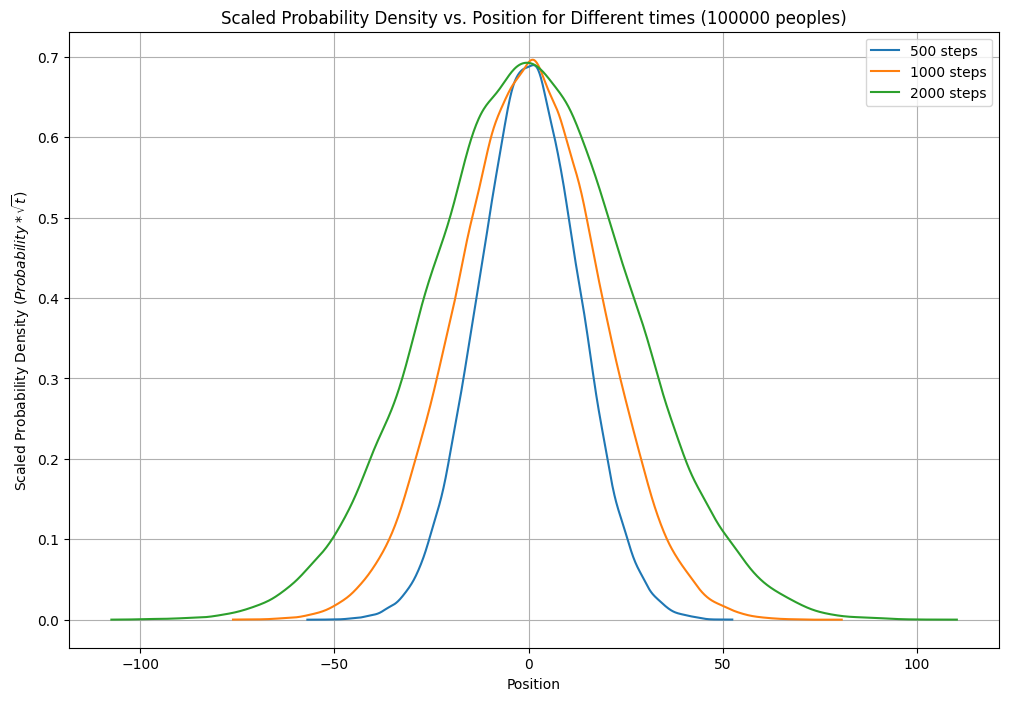 Scaled Probability Density vs. Position for Different times (100000 peoples)
500 steps
1000 steps
2000 steps
Scaled Probability Density (Probability * √t)
0.7
0.6
0.5
0.4
0.3
0.2
0.1
0.0
−100
−50
0
50
100
Position